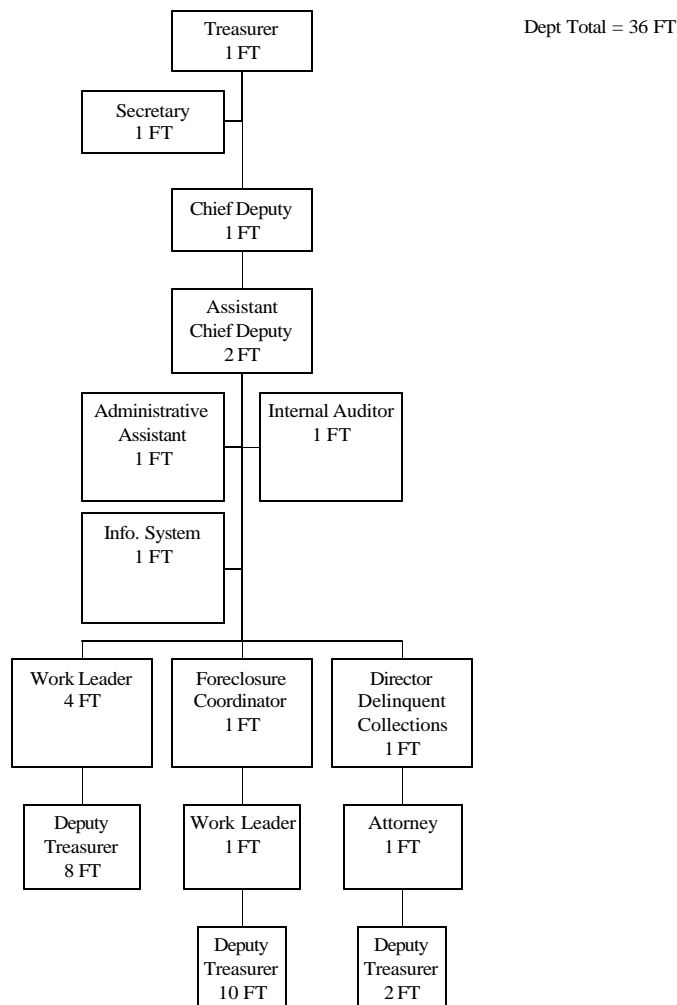 Treasurer
1 FT
Dept Total = 36 FT
Secretary
1 FT
Chief Deputy
1 FT
Assistant
Chief Deputy
2 FT
Administrative
Assistant
1 FT
Internal Auditor
1 FT
Info. System
1 FT
Work Leader
4 FT
Foreclosure
Coordinator
1 FT
Director
Delinquent
Collections
1 FT
Deputy
Treasurer
8 FT
Work Leader
1 FT
Attorney
1 FT
Deputy
Treasurer
10 FT
Deputy
Treasurer
2 FT